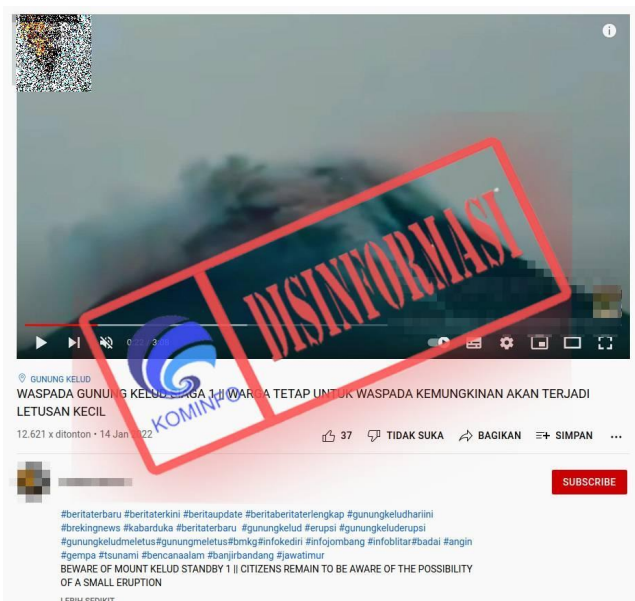 DISINFORMASI
KOMINFO
GUNUNG KELUD
WASPADA GUNUNG KELUD SIAGA 1 || WARGA TETAP UNTUK WASPADA KEMUNGKINAN AKAN TERJADI
LETUSAN KECIL
12.621 x ditonton • 14 Jan 2022
37 TIDAK SUKA BAGIKAN SIMPAN
SUBSCRIBE
#beritaterbaru #beritaterkini #beritaupdate #beritaberitaterlengkap #gunungkeludhariini
#brekingnews #kabarduka #beritaterbaru #gunungkelud #erupsi #gunungkeluderupsi
#gunungkeludmeletus#gunungmeletus#bmkg#infokediri #infojombang #infoblitar#badai #angin
#gempa #tsunami #bencanaalam #banjirbandang #jawatimur
BEWARE OF MOUNT KELUD STANDBY 1 || CITIZENS REMAIN TO BE AWARE OF THE POSSIBILITY
OF A SMALL ERUPTION
LEBIH SEDIKIT